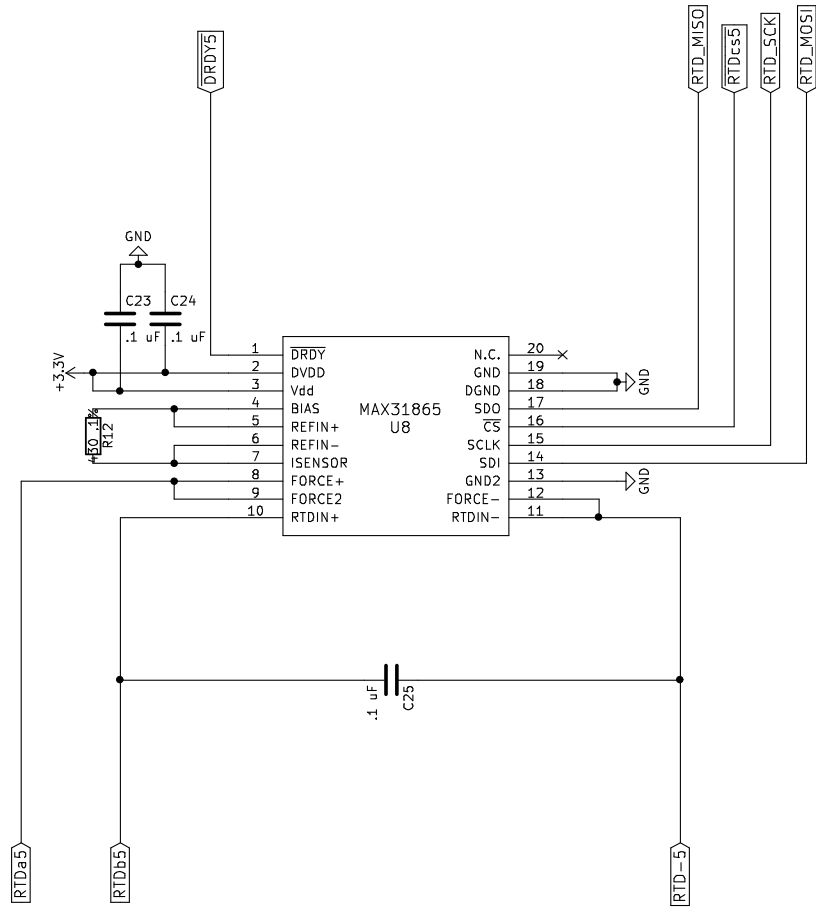 DRDY5
RTD_MISO
RTDcs5
RTD_SCK
RTD_MOSI
GND
C23
C24
.1 uF
.1 uF
+3.3V
430 .1%
R12
1
2
3
4
5
6
7
8
9
10
DRDY
DVDD
Vdd
BIAS
REFIN+
REFIN-
ISENSOR
FORCE+
FORCE2
RTDIN+
MAX31865
U8
N.C.
GND
DGND
SDO
CS
SCLK
SDI
GND2
FORCE-
RTDIN-
20
19
18
17
16
15
14
13
12
11
GND
GND
.1 uF
C25
RTDa5
RTDb5
RTD-5